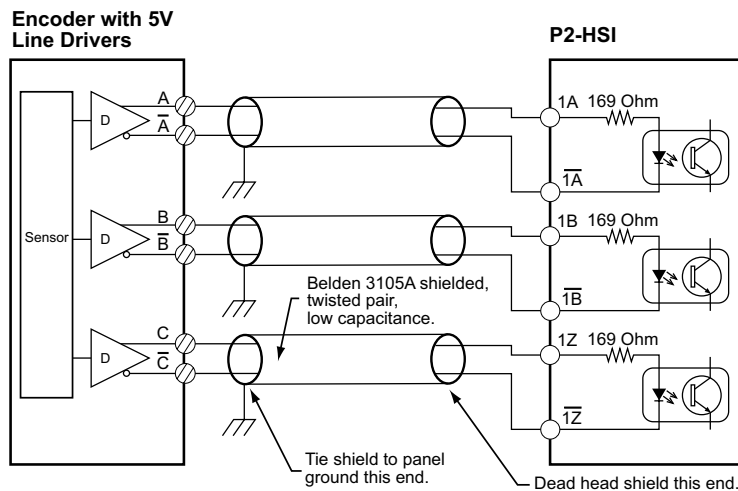 Encoder with 5V
Line Drivers
P2-HSI
Sensor
D
A
A̅
1A 169 Ohm
1A̅
D
B
B̅
1B 169 Ohm
1B̅
Belden 3105A shielded,
twisted pair,
low capacitance.
D
C
C̅
1Z 169 Ohm
1Z̅
Tie shield to panel
ground this end.
Dead head shield this end.